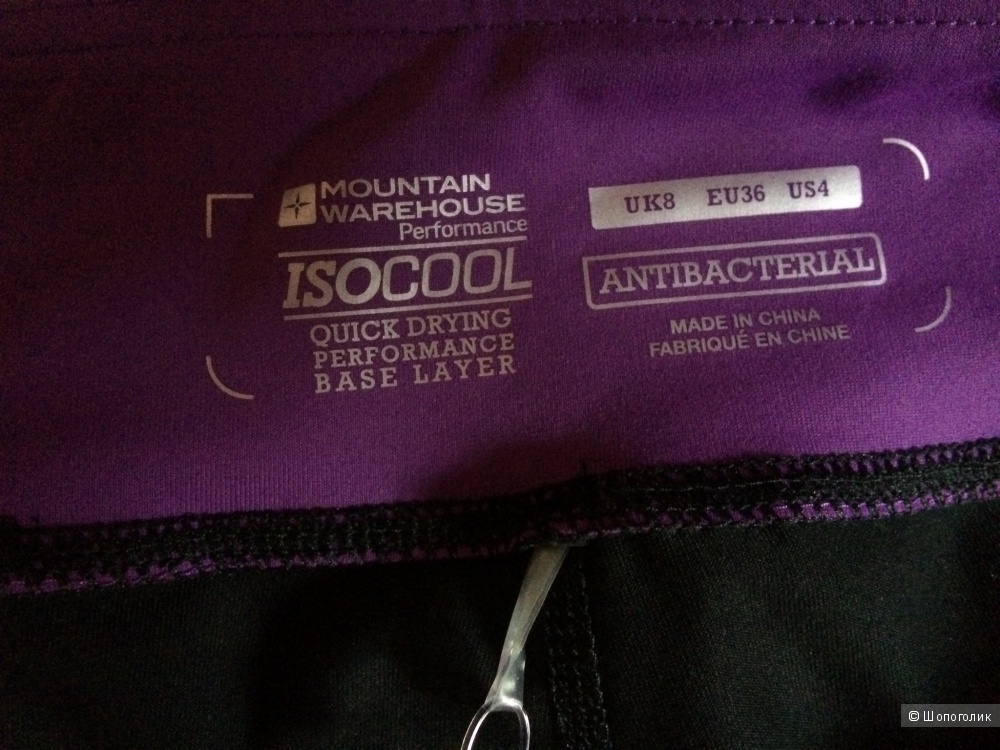 MOUNTAIN
WAREHOUSE
Performance
ISOCOOL
QUICK DRYING
PERFORMANCE
BASE LAYER
UK8 EU36 US4
ANTIBACTERIAL
MADE IN CHINA
FABRIQUÉ EN CHINE
© Шопоголик